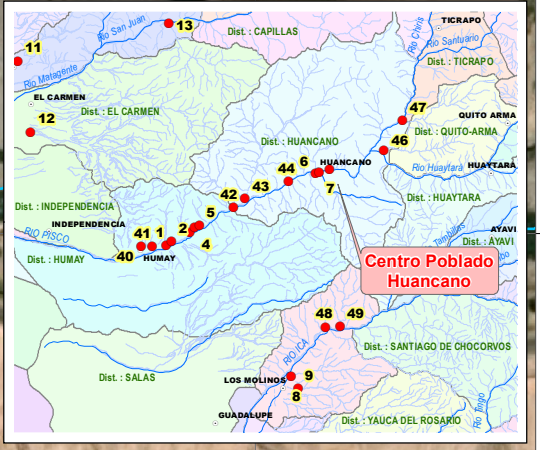 TICRAPO
Rio San Juan
13
Dist. : CAPILLAS
Rio Chiris
Rio Santuario
11
Dist. : TICRAPO
Rio Matagente
EL CARMEN
47
QUITO ARMA
12
Dist. : EL CARMEN
Dist. : QUITO-ARMA
Dist. : HUANCANO
46
6
HUANCANO
HUAYTARA
44
Rio Huaytará
7
42
43
Dist. : HUAYTARA
Dist. : INDEPENDENCIA
5
INDEPENDENCIA
2
41
1
RIO PISCO
4
AYAVI
Dist. : AYAVI
Dist. : HUMAY
40
HUMAY
Centro Poblado
Huancano
48
49
RIO ICA
Dist. : SANTIAGO DE CHOCORVOS
Dist. : SALAS
LOS MOLINOS
9
8
GUADALUPE
Dist. : YAUCA DEL ROSARIO
Rio Tingo